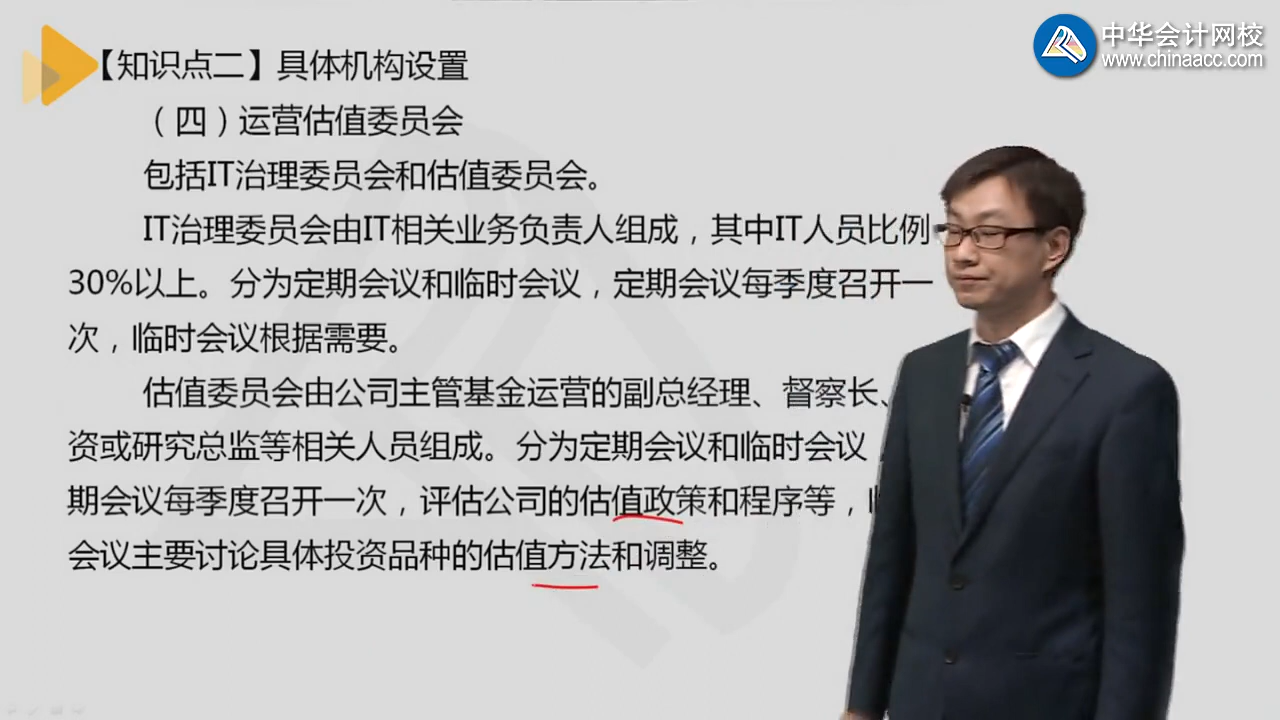 中华会计网校
www.chinaacc.com
【知识点二】具体机构设置
（四）运营估值委员会
包括IT治理委员会和估值委员会。
IT治理委员会由IT相关业务负责人组成，其中IT人员比例
30%以上。分为定期会议和临时会议，定期会议每季度召开一
次，临时会议根据需要。
估值委员会由公司主管基金运营的副总经理、督察长、
资或研究总监等相关人员组成。分为定期会议和临时会议，
期会议每季度召开一次，评估公司的估值政策和程序等，
会议主要讨论具体投资品种的估值方法和调整。